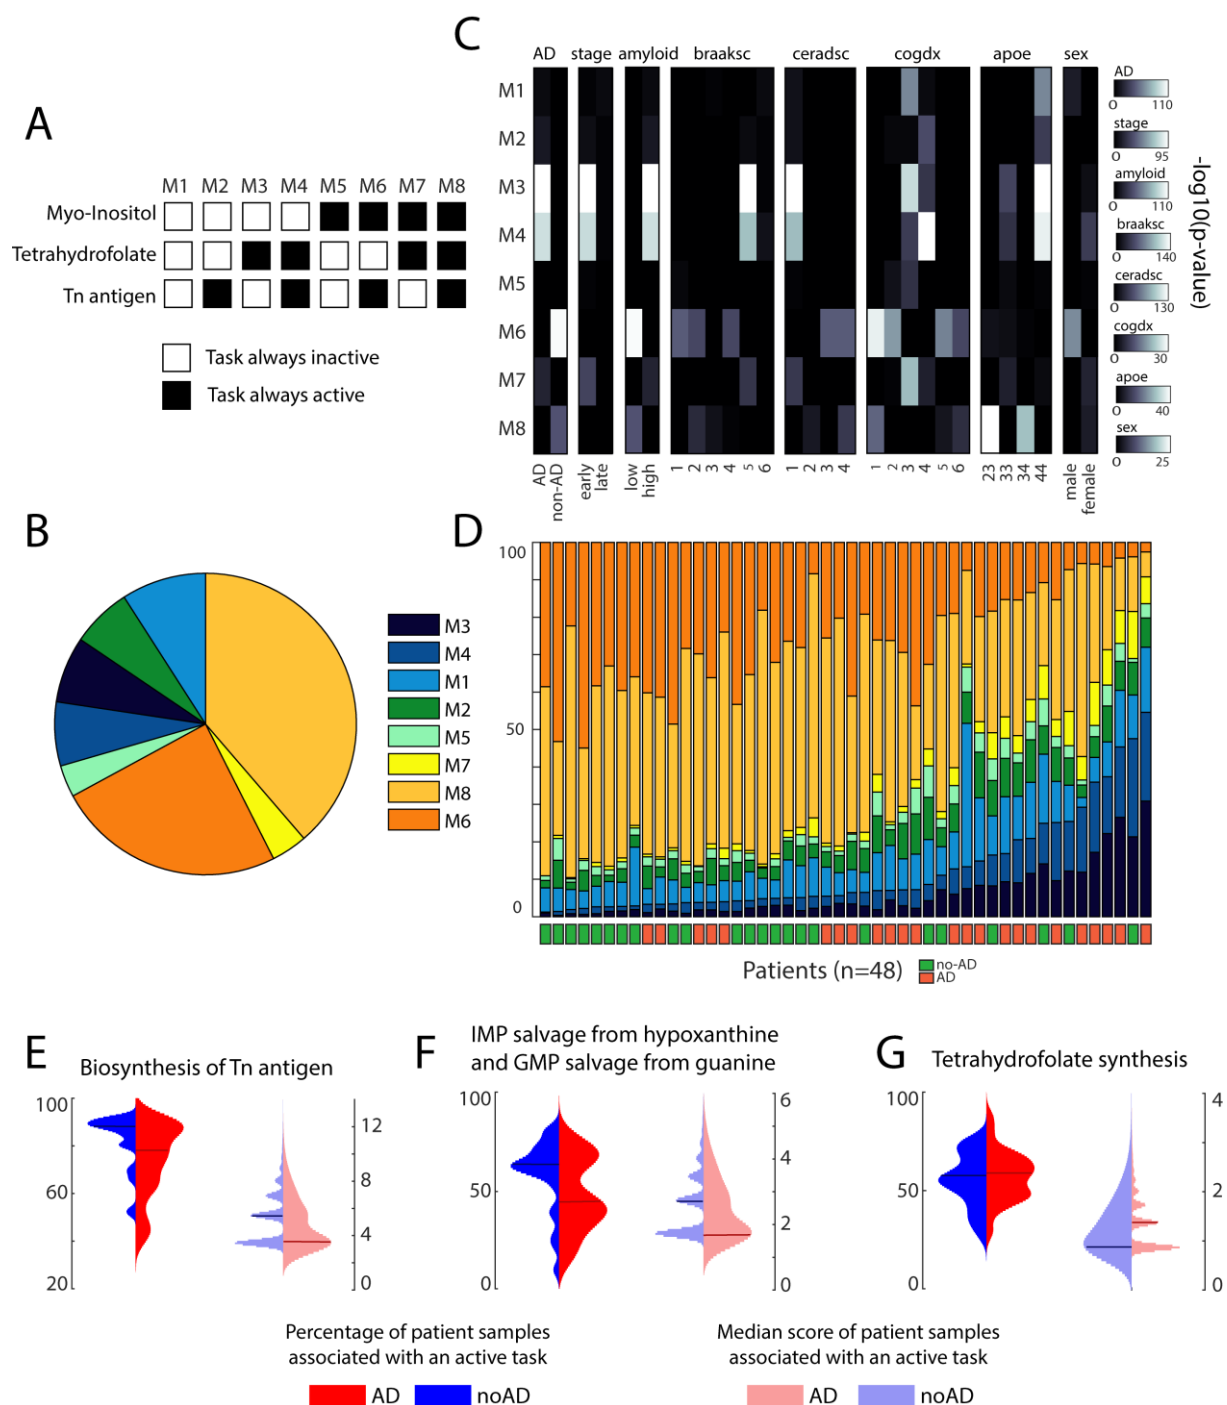 A
M1 M2 M3 M4 M5 M6 M7 M8
Myo-Inositol
Tetrahydrofolate
Tn antigen
Task always inactive
Task always active
B
M3
M4
M1
M2
M5
M7
M8
M6
C
AD stage amyloid braaksc ceradsc cogdx apoe sex
M1
M2
M3
M4
M5
M6
M7
M8
AD non-AD early late low high 1 2 3 4 5 6 1 2 3 4 1 2 3 4 5 6 23 33 34 44 male female
AD
0 110
stage
0 95
amyloid
0 110
braaksc
0 140
ceradsc
0 130
cogdx
0 30
apoe
0 40
sex
0 25
-log10(p-value)
D
100
50
0
Patients (n=48)
no-AD
AD
E
Biosynthesis of Tn antigen
100
60
20
12
8
4
0
F
IMP salvage from hypoxanthine
and GMP salvage from guanine
100
50
0
6
4
2
0
G
Tetrahydrofolate synthesis
100
50
0
4
2
0
Percentage of patient samples
associated with an active task
AD noAD
Median score of patient samples
associated with an active task
AD noAD